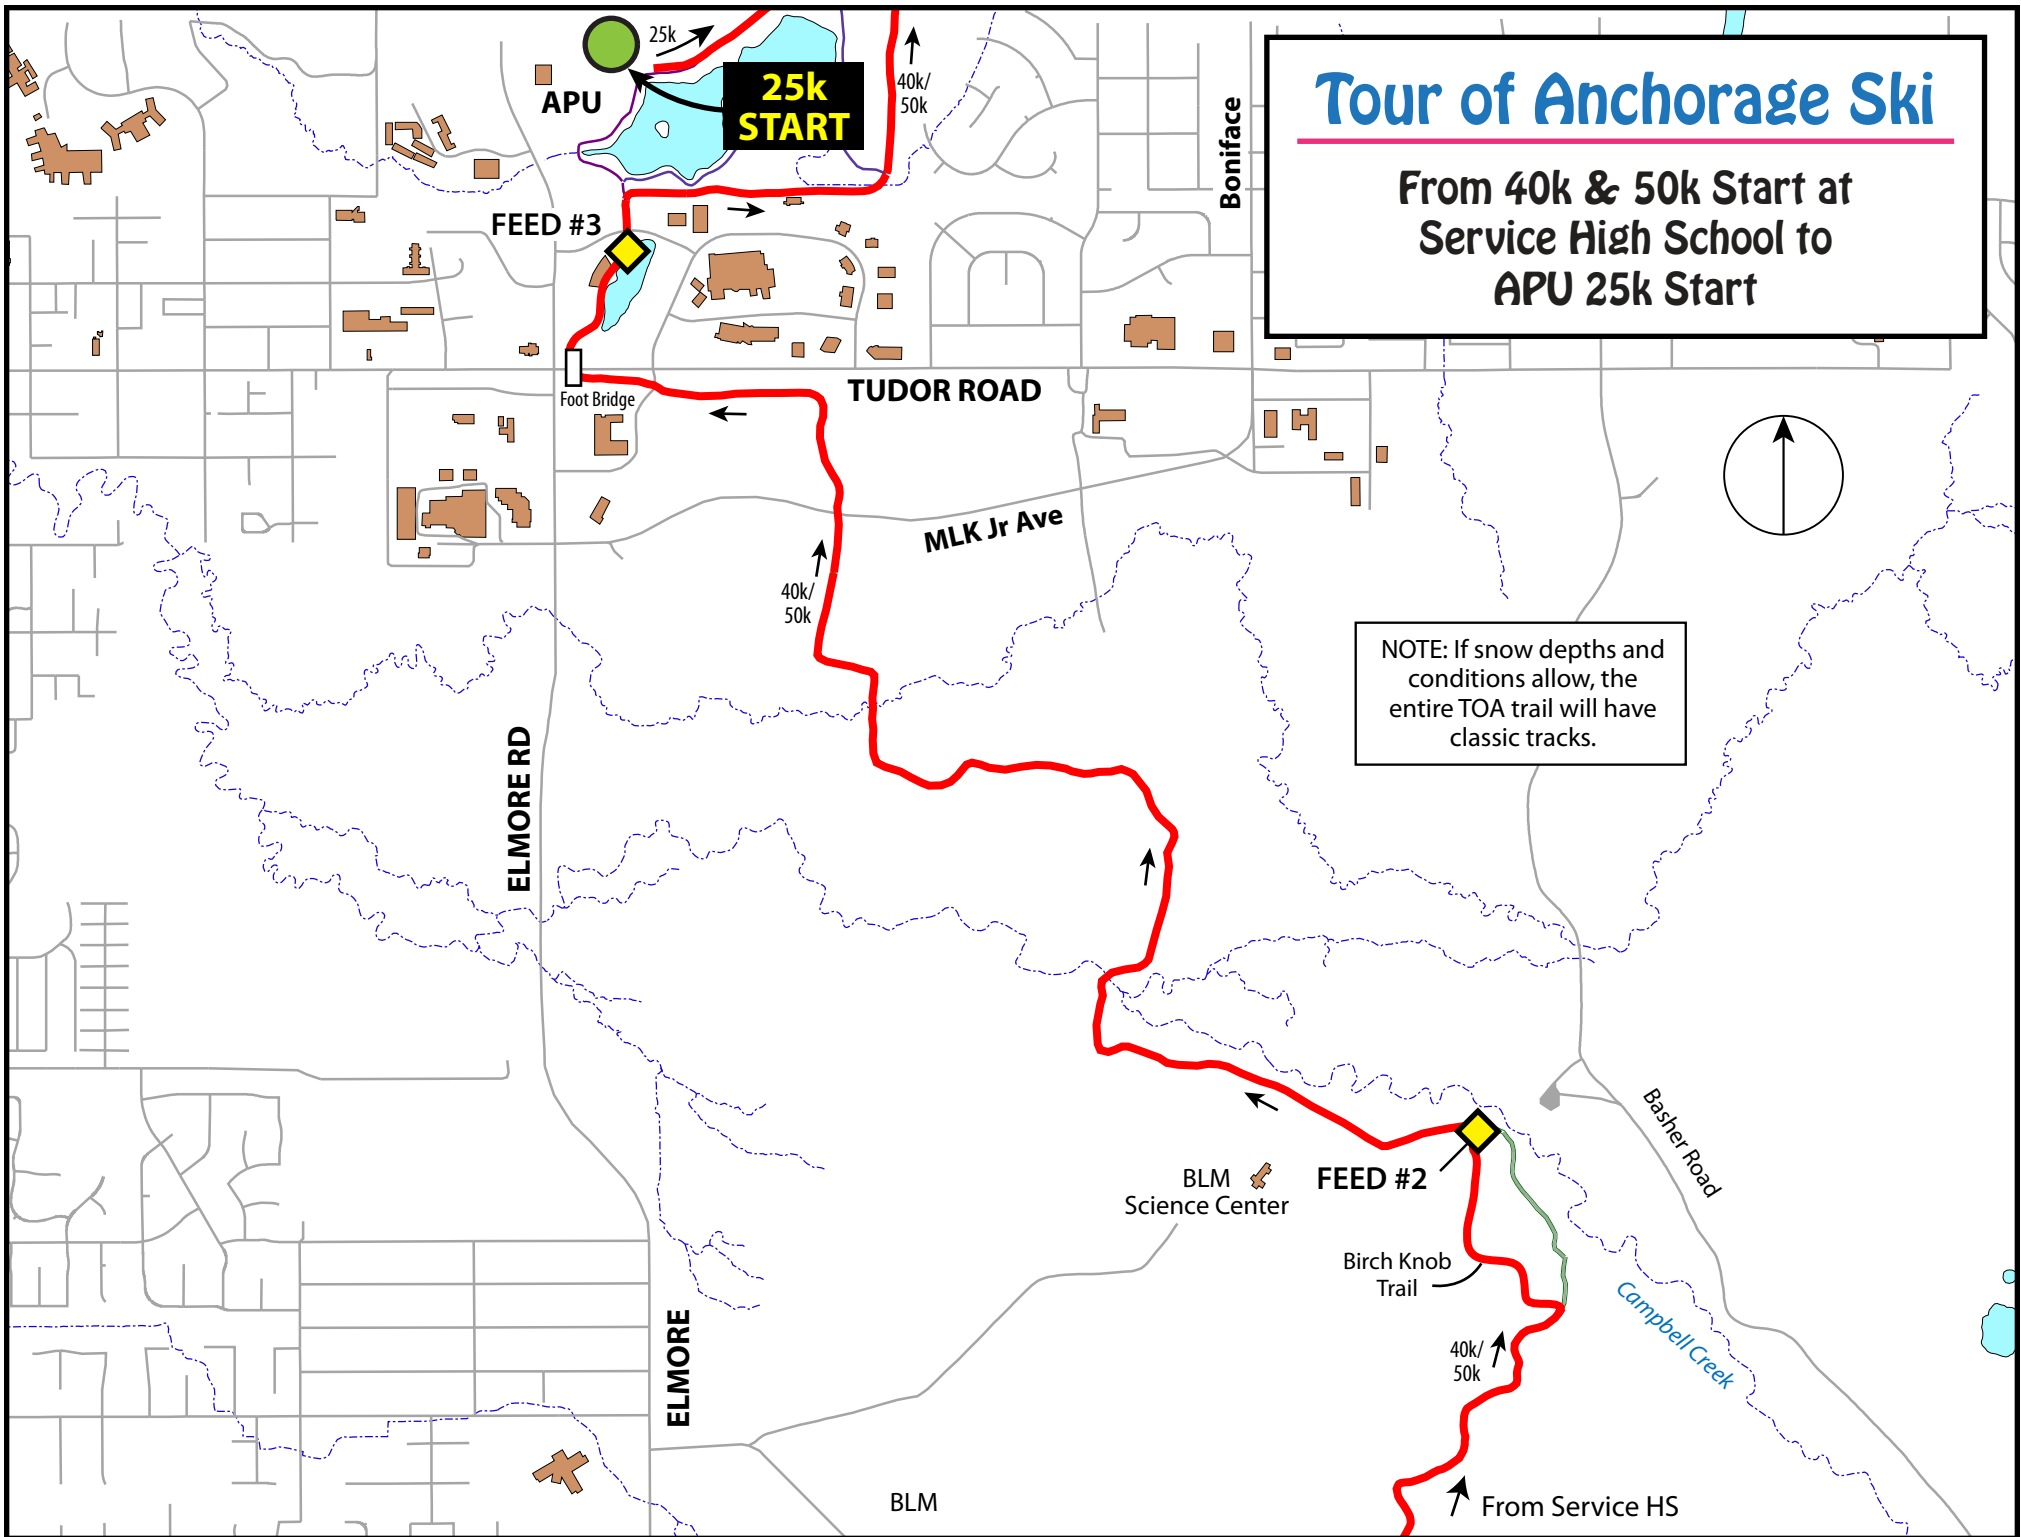 Tour of Anchorage Ski
From 40k & 50k Start at
Service High School to
APU 25k Start
25k
APU
25k
START
40k/
50k
Boniface
FEED #3
Foot Bridge
TUDOR ROAD
MLK Jr Ave
40k/
50k
NOTE: If snow depths and
conditions allow, the
entire TOA trail will have
classic tracks.
ELMORE RD
Basher Road
BLM
Science Center
FEED #2
Birch Knob
Trail
Campbell Creek
40k/
50k
ELMORE
BLM
From Service HS